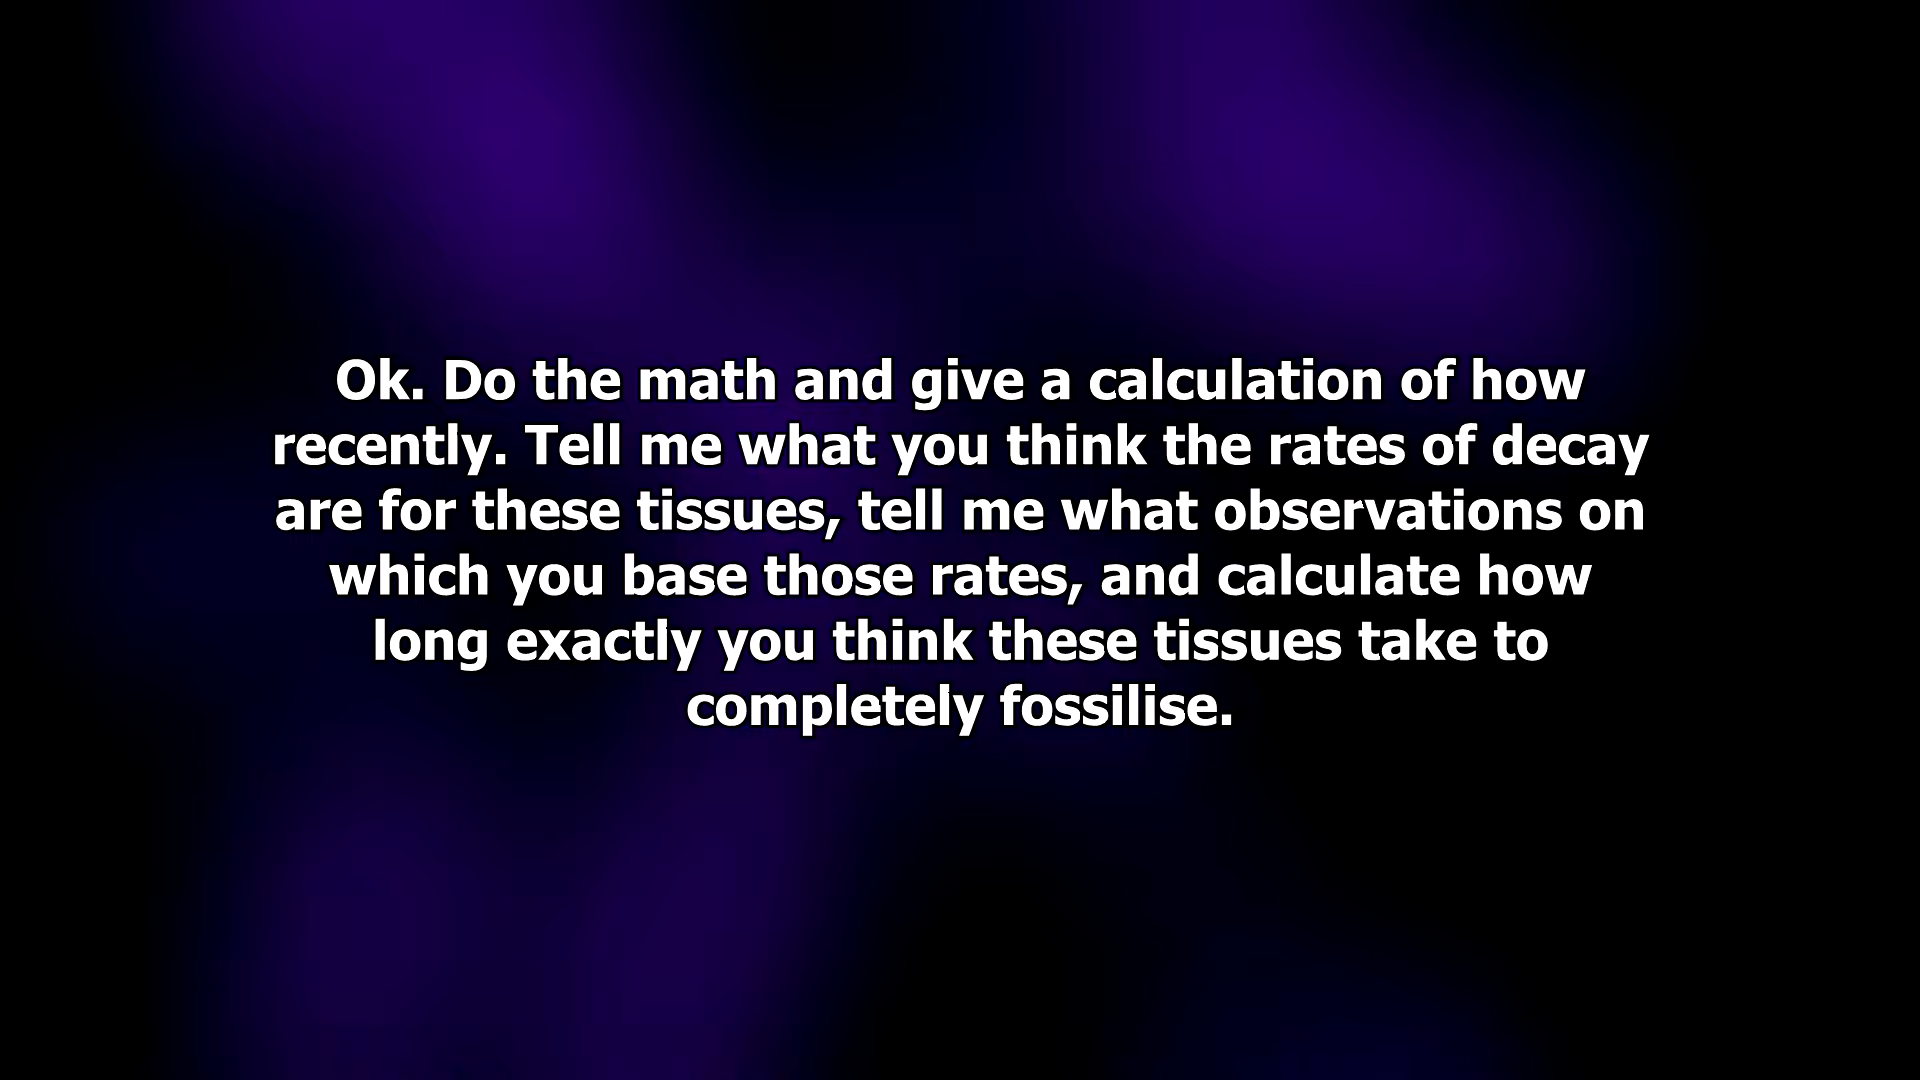 Ok. Do the math and give a calculation of how
recently. Tell me what you think the rates of decay
are for these tissues, tell me what observations on
which you base those rates, and calculate how
long exactly you think these tissues take to
completely fossilise.